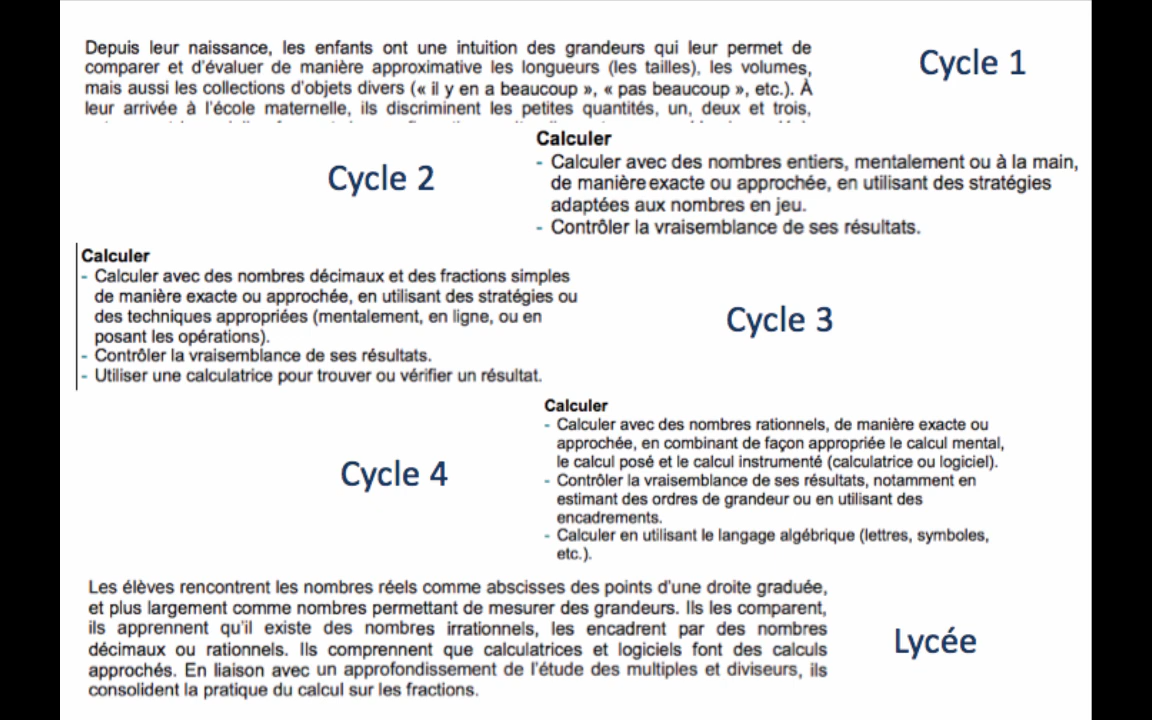 Depuis leur naissance, les enfants ont une intuition des grandeurs qui leur permet de
comparer et d'évaluer de manière approximative les longueurs (les tailles), les volumes,
mais aussi les collections d'objets divers (« il y en a beaucoup », « pas beaucoup », etc.). À
leur arrivée à l'école maternelle, ils discriminent les petites quantités, un, deux et trois,
Cycle 1
Cycle 2
Calculer
- Calculer avec des nombres entiers, mentalement ou à la main,
de manière exacte ou approchée, en utilisant des stratégies
adaptées aux nombres en jeu.
- Contrôler la vraisemblance de ses résultats.
Calculer
- Calculer avec des nombres décimaux et des fractions simples
de manière exacte ou approchée, en utilisant des stratégies ou
des techniques appropriées (mentalement, en ligne, ou en
posant les opérations).
- Contrôler la vraisemblance de ses résultats.
- Utiliser une calculatrice pour trouver ou vérifier un résultat.
Cycle 3
Cycle 4
Calculer
- Calculer avec des nombres rationnels, de manière exacte ou
approchée, en combinant de façon appropriée le calcul mental,
le calcul posé et le calcul instrumenté (calculatrice ou logiciel).
- Contrôler la vraisemblance de ses résultats, notamment en
estimant des ordres de grandeur ou en utilisant des
encadrements.
- Calculer en utilisant le langage algébrique (lettres, symboles,
etc.).
Les élèves rencontrent les nombres réels comme abscisses des points d'une droite graduée,
et plus largement comme nombres permettant de mesurer des grandeurs. Ils les comparent,
ils apprennent qu'il existe des nombres irrationnels, les encadrent par des nombres
décimaux ou rationnels. Ils comprennent que calculatrices et logiciels font des calculs
approchés. En liaison avec un approfondissement de l'étude des multiples et diviseurs, ils
consolident la pratique du calcul sur les fractions.
Lycée